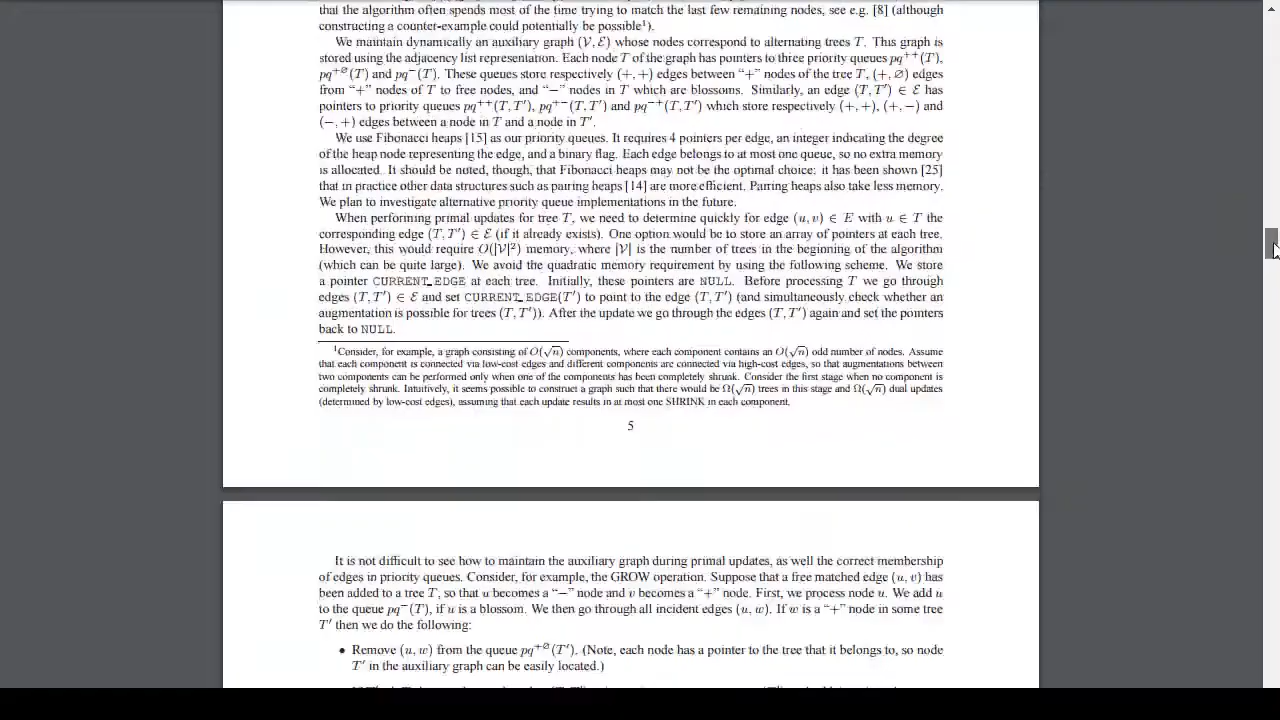 that the algorithm often spends most of the time trying to match the last few remaining nodes, see e.g. [8] (although
constructing a counter-example could potentially be possible¹).
We maintain dynamically an auxiliary graph (𝒱, ℰ) whose nodes correspond to alternating trees T. This graph is
stored using the adjacency list representation. Each node T of the graph has pointers to three priority queues pq⁺⁺(T),
pq⁺∅(T) and pq⁻(T). These queues store respectively (+, +) edges between “+” nodes of the tree T, (+, ∅) edges
from “+” nodes of T to free nodes, and “−” nodes in T which are blossoms. Similarly, an edge (T, T′) ∈ ℰ has
pointers to priority queues pq⁺⁺(T, T′), pq⁺⁻(T, T′) and pq⁻⁺(T, T′) which store respectively (+, +), (+, −) and
(−, +) edges between a node in T and a node in T′.
We use Fibonacci heaps [15] as our priority queues. It requires 4 pointers per edge, an integer indicating the degree
of the heap node representing the edge, and a binary flag. Each edge belongs to at most one queue, so no extra memory
is allocated. It should be noted, though, that Fibonacci heaps may not be the optimal choice: it has been shown [25]
that in practice other data structures such as pairing heaps [14] are more efficient. Pairing heaps also take less memory.
We plan to investigate alternative priority queue implementations in the future.
When performing primal updates for tree T, we need to determine quickly for edge (u, v) ∈ E with u ∈ T the
corresponding edge (T, T′) ∈ ℰ (if it already exists). One option would be to store an array of pointers at each tree.
However, this would require O(|𝒱|²) memory, where |𝒱| is the number of trees in the beginning of the algorithm
(which can be quite large). We avoid the quadratic memory requirement by using the following scheme. We store
a pointer CURRENT_EDGE at each tree. Initially, these pointers are NULL. Before processing T we go through
edges (T, T′) ∈ ℰ and set CURRENT_EDGE(T′) to point to the edge (T, T′) (and simultaneously check whether an
augmentation is possible for trees (T, T′)). After the update we go through the edges (T, T′) again and set the pointers
back to NULL.
¹Consider, for example, a graph consisting of O(√n) components, where each component contains an O(√n) odd number of nodes. Assume
that each component is connected via low-cost edges and different components are connected via high-cost edges, so that augmentations between
two components can be performed only when one of the components has been completely shrunk. Consider the first stage when no component is
completely shrunk. Intuitively, it seems possible to construct a graph such that there would be Ω(√n) trees in this stage and Ω(√n) dual updates
(determined by low-cost edges), assuming that each update results in at most one SHRINK in each component.
5
It is not difficult to see how to maintain the auxiliary graph during primal updates, as well the correct membership
of edges in priority queues. Consider, for example, the GROW operation. Suppose that a free matched edge (u, v) has
been added to a tree T, so that u becomes a “−” node and v becomes a “+” node. First, we process node u. We add u
to the queue pq⁻(T), if u is a blossom. We then go through all incident edges (u, w). If w is a “+” node in some tree
T′ then we do the following:
• Remove (u, w) from the queue pq⁺∅(T′). (Note, each node has a pointer to the tree that it belongs to, so node
T′ in the auxiliary graph can be easily located.)